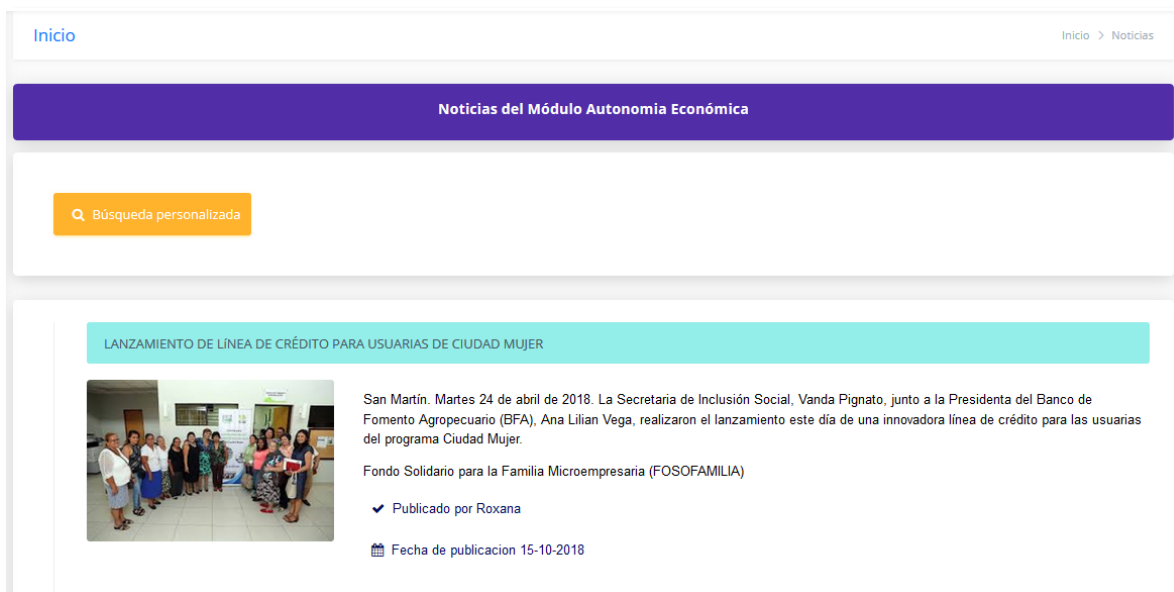 Inicio
Inicio > Noticias
Noticias del Módulo Autonomia Económica
Búsqueda personalizada
LANZAMIENTO DE LíNEA DE CRÉDITO PARA USUARIAS DE CIUDAD MUJER
San Martín. Martes 24 de abril de 2018. La Secretaria de Inclusión Social, Vanda Pignato, junto a la Presidenta del Banco de
Fomento Agropecuario (BFA), Ana Lilian Vega, realizaron el lanzamiento este día de una innovadora línea de crédito para las usuarias
del programa Ciudad Mujer.
Fondo Solidario para la Familia Microempresaria (FOSOFAMILIA)
Publicado por Roxana
Fecha de publicacion 15-10-2018